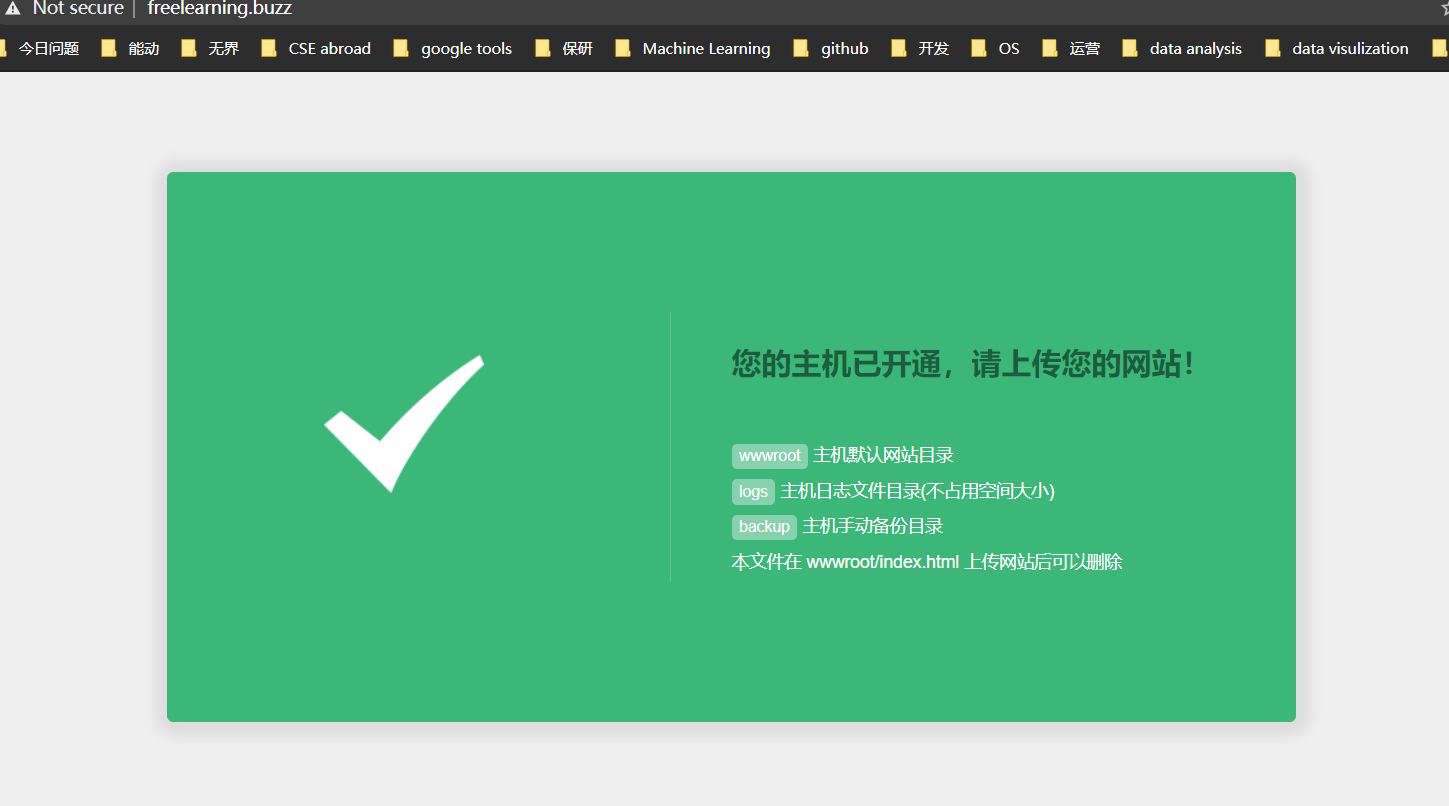 Not secure | freelearning.buzz
今日问题 能动 无界 CSE abroad google tools 保研 Machine Learning github 开发 OS 运营 data analysis data visulization
您的主机已开通，请上传您的网站！
wwwroot 主机默认网站目录
logs 主机日志文件目录(不占用空间大小)
backup 主机手动备份目录
本文件在 wwwroot/index.html 上传网站后可以删除